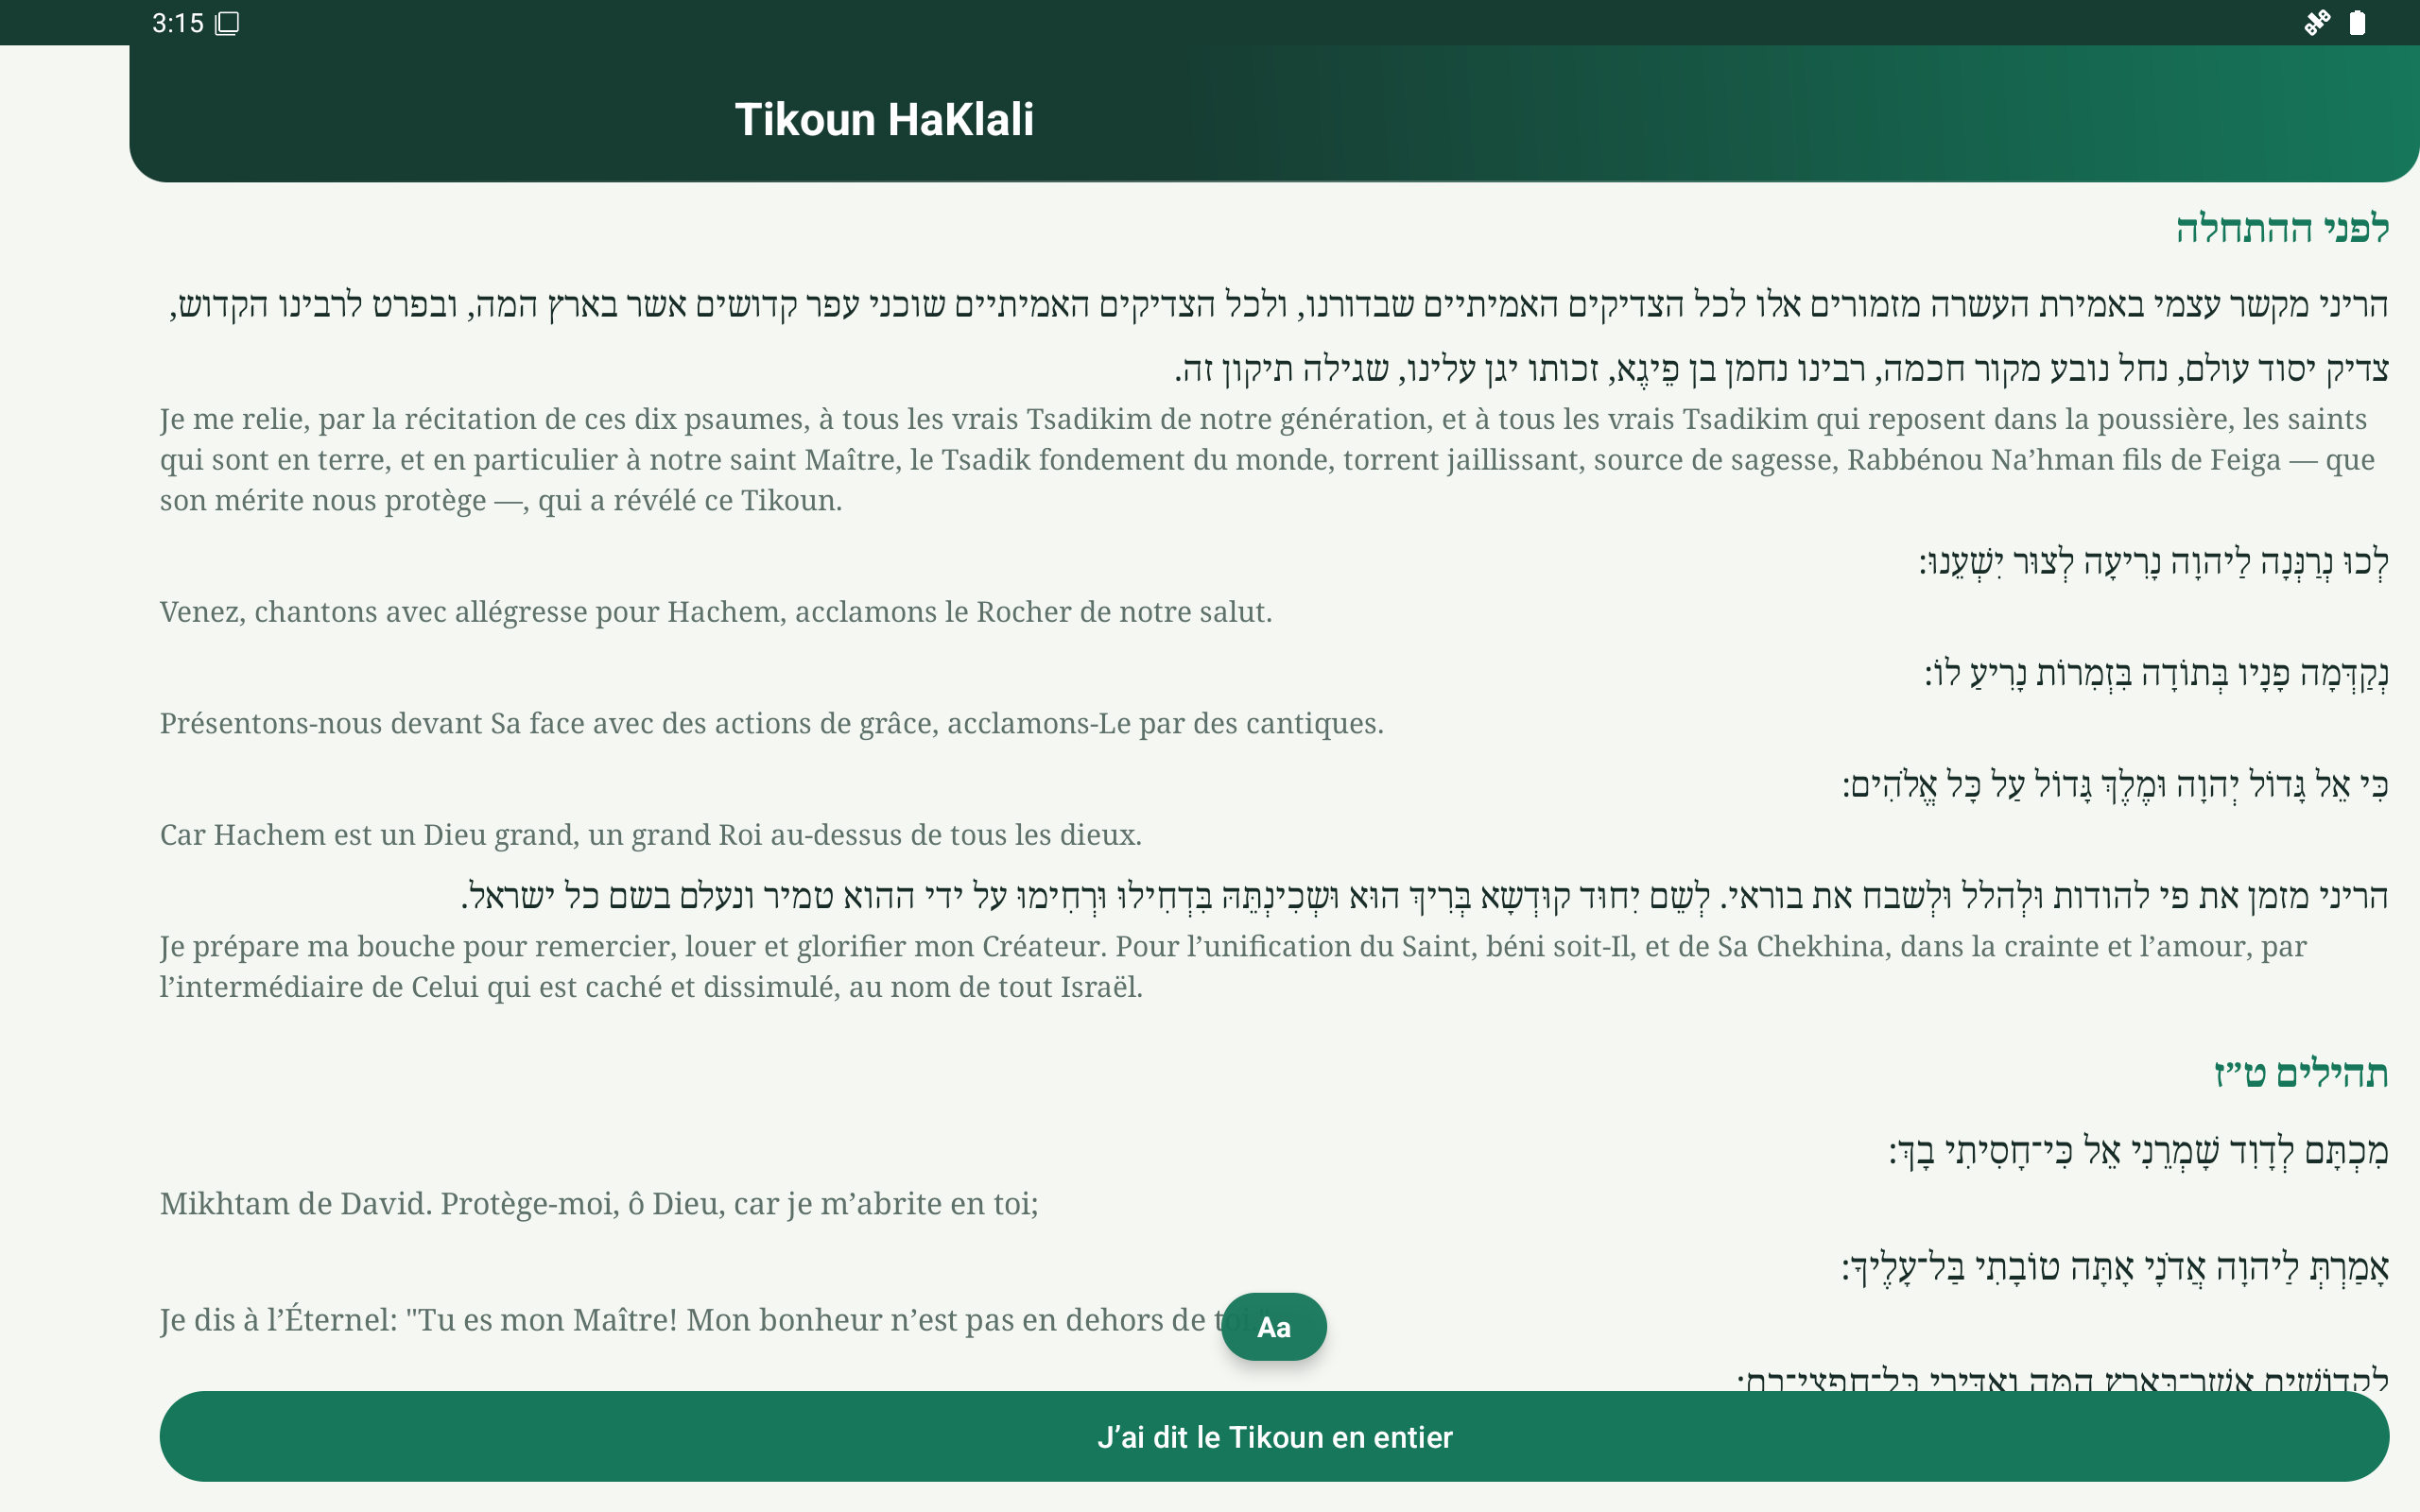 3:15
Tikoun HaKlali
לפני ההתחלה
הריני מקשר עצמי באמירת העשרה מזמורים אלו לכל הצדיקים האמיתיים שבדורנו, ולכל הצדיקים האמיתיים שוכני עפר קדושים אשר בארץ המה, ובפרט לרבינו הקדוש,
צדיק יסוד עולם, נחל נובע מקור חכמה, רבינו נחמן בן פֵיגֶא, זכותו יגן עלינו, שגילה תיקון זה.
Je me relie, par la récitation de ces dix psaumes, à tous les vrais Tsadikim de notre génération, et à tous les vrais Tsadikim qui reposent dans la poussière, les saints
qui sont en terre, et en particulier à notre saint Maître, le Tsadik fondement du monde, torrent jaillissant, source de sagesse, Rabbénou Na’hman fils de Feiga — que
son mérite nous protège —, qui a révélé ce Tikoun.
לְכוּ נְרַנְּנָה לַיהוָה נָרִיעָה לְצוּר יִשְׁעֵנוּ:
Venez, chantons avec allégresse pour Hachem, acclamons le Rocher de notre salut.
נְקַדְּמָה פָנָיו בְּתוֹדָה בִּזְמִרוֹת נָרִיעַ לוֹ:
Présentons-nous devant Sa face avec des actions de grâce, acclamons-Le par des cantiques.
כִּי אֵל גָּדוֹל יְהוָה וּמֶלֶךְ גָּדוֹל עַל כָּל אֱלֹהִים:
Car Hachem est un Dieu grand, un grand Roi au-dessus de tous les dieux.
הריני מזמן את פי להודות וּלְהלל וּלְשבח את בוראי. לְשֵׁם יִחוּד קוּדְשָׁא בְּרִיךְ הוּא וּשְׁכִינְתֵּהּ בִּדְחִילוּ וּרְחִימוּ על ידי ההוא טמיר ונעלם בשם כל ישראל.
Je prépare ma bouche pour remercier, louer et glorifier mon Créateur. Pour l’unification du Saint, béni soit-Il, et de Sa Chekhina, dans la crainte et l’amour, par
l’intermédiaire de Celui qui est caché et dissimulé, au nom de tout Israël.
תהילים ט”ז
מִכְתָּם לְדָוִד שָׁמְרֵנִי אֵל כִּי־חָסִיתִי בָךְ:
Mikhtam de David. Protège-moi, ô Dieu, car je m’abrite en toi;
אָמַרְתְּ לַיהוָה אֲדֹנָי אָתָּה טוֹבָתִי בַּל־עָלֶיךָ:
Je dis à l’Éternel: "Tu es mon Maître! Mon bonheur n’est pas en dehors de
Aa
J’ai dit le Tikoun en entier